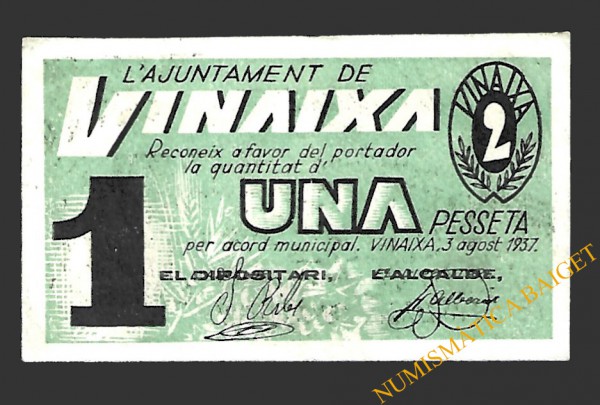 L'AJUNTAMENT DE
VINAIXA
VINAIXA
2
Reconeix a favor del portador
la quantitat d'
1
UNA PESSETA
per acord municipal. VINAIXA, 3 agost 1937.
EL DIPOSITARI, L'ALCALDE,
NUMISMATICA BAIGET